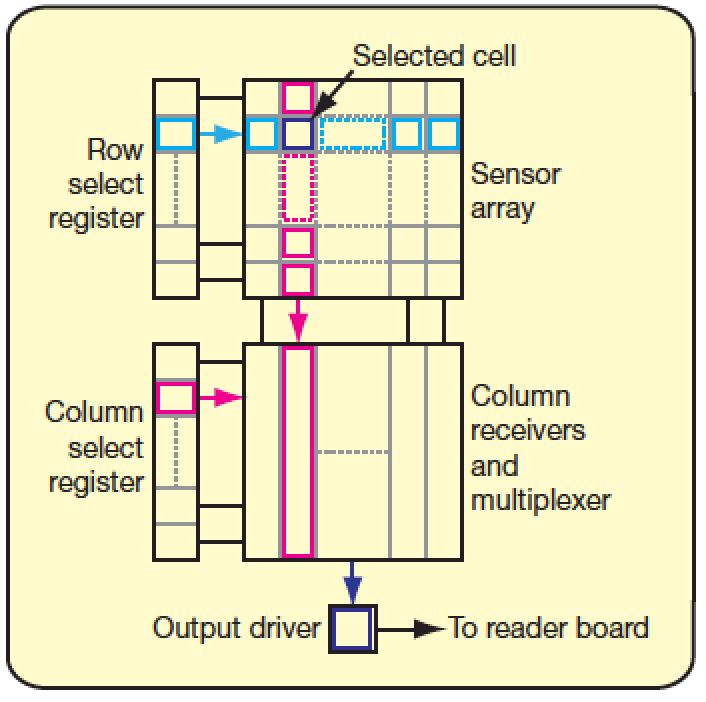 Selected cell
Row
select
register
Sensor
array
Column
select
register
Column
receivers
and
multiplexer
Output driver
To reader board